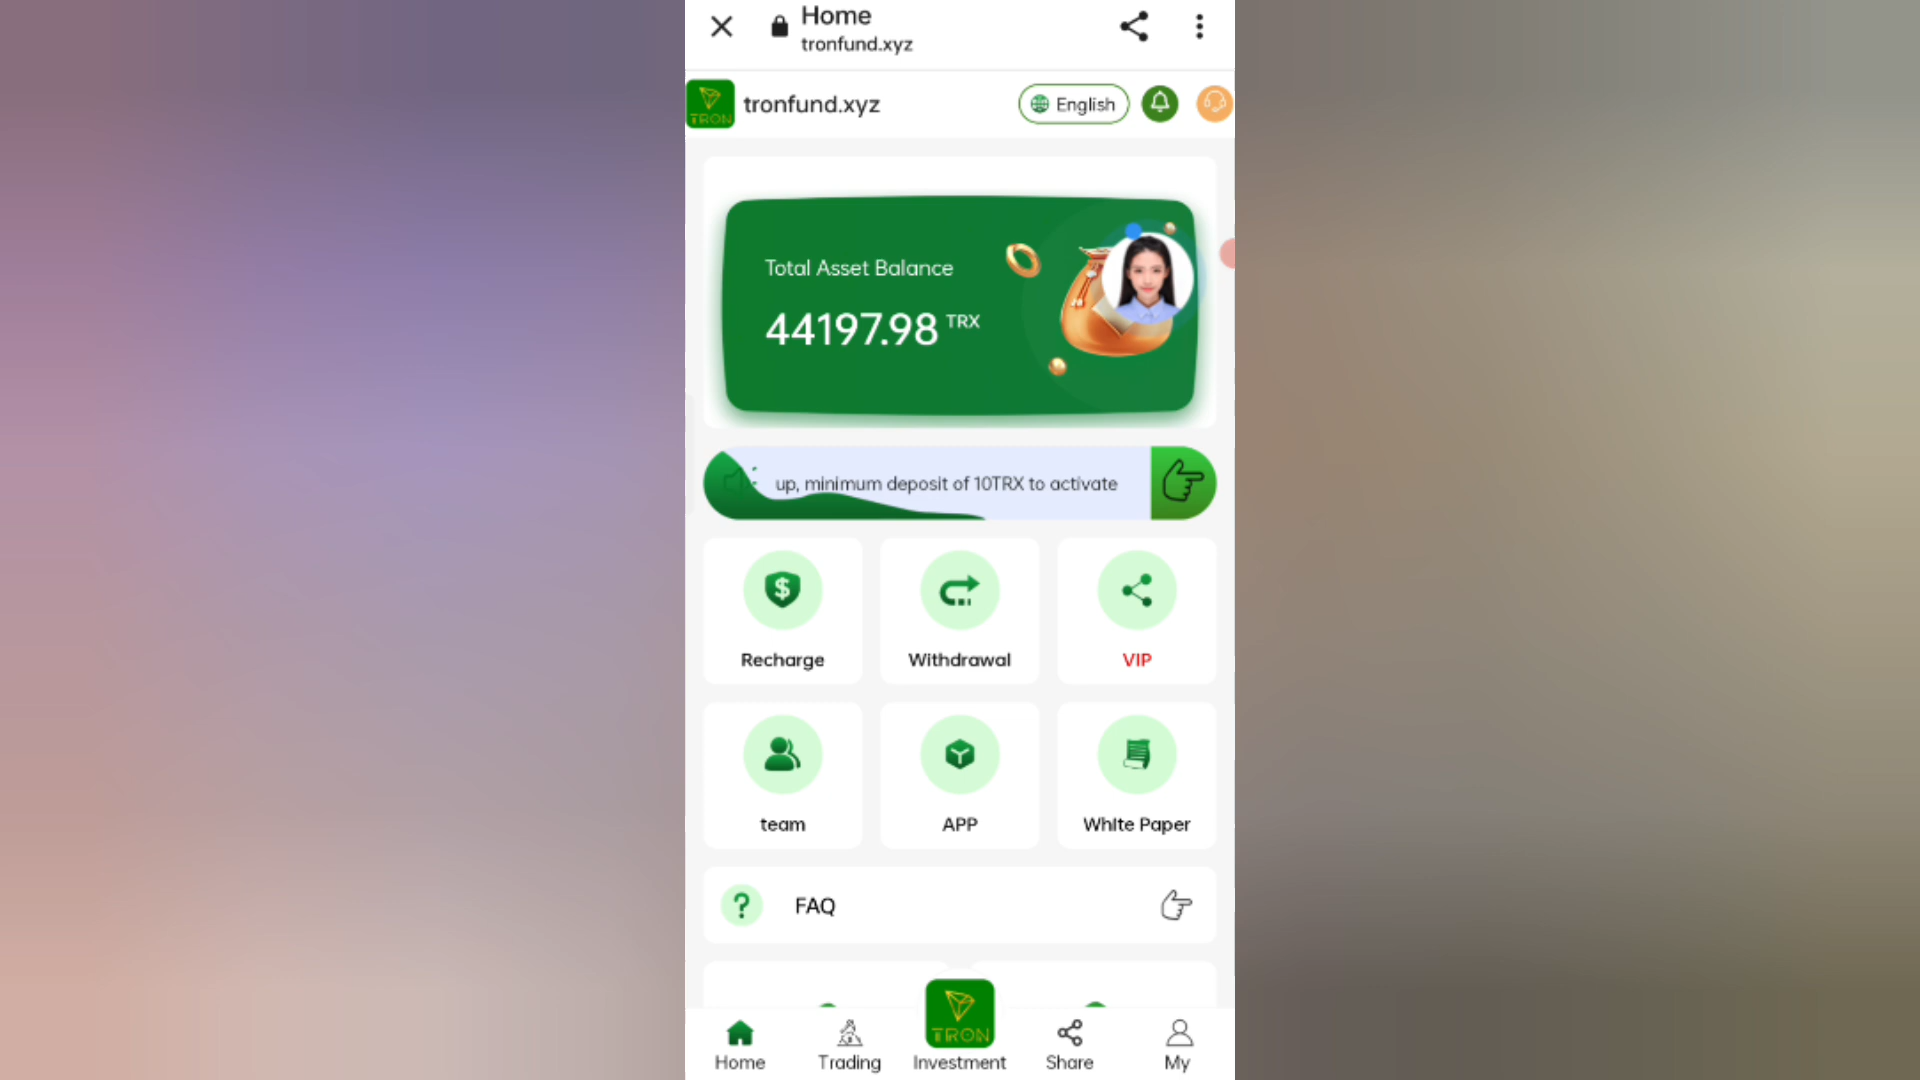 Home
tronfund.xyz
TRON
tronfund.xyz
English
Total Asset Balance
44197.98 TRX
up, minimum deposit of 10TRX to activate
Recharge
Withdrawal
VIP
team
APP
White Paper
FAQ
TRON
Home
Trading
Investment
Share
My